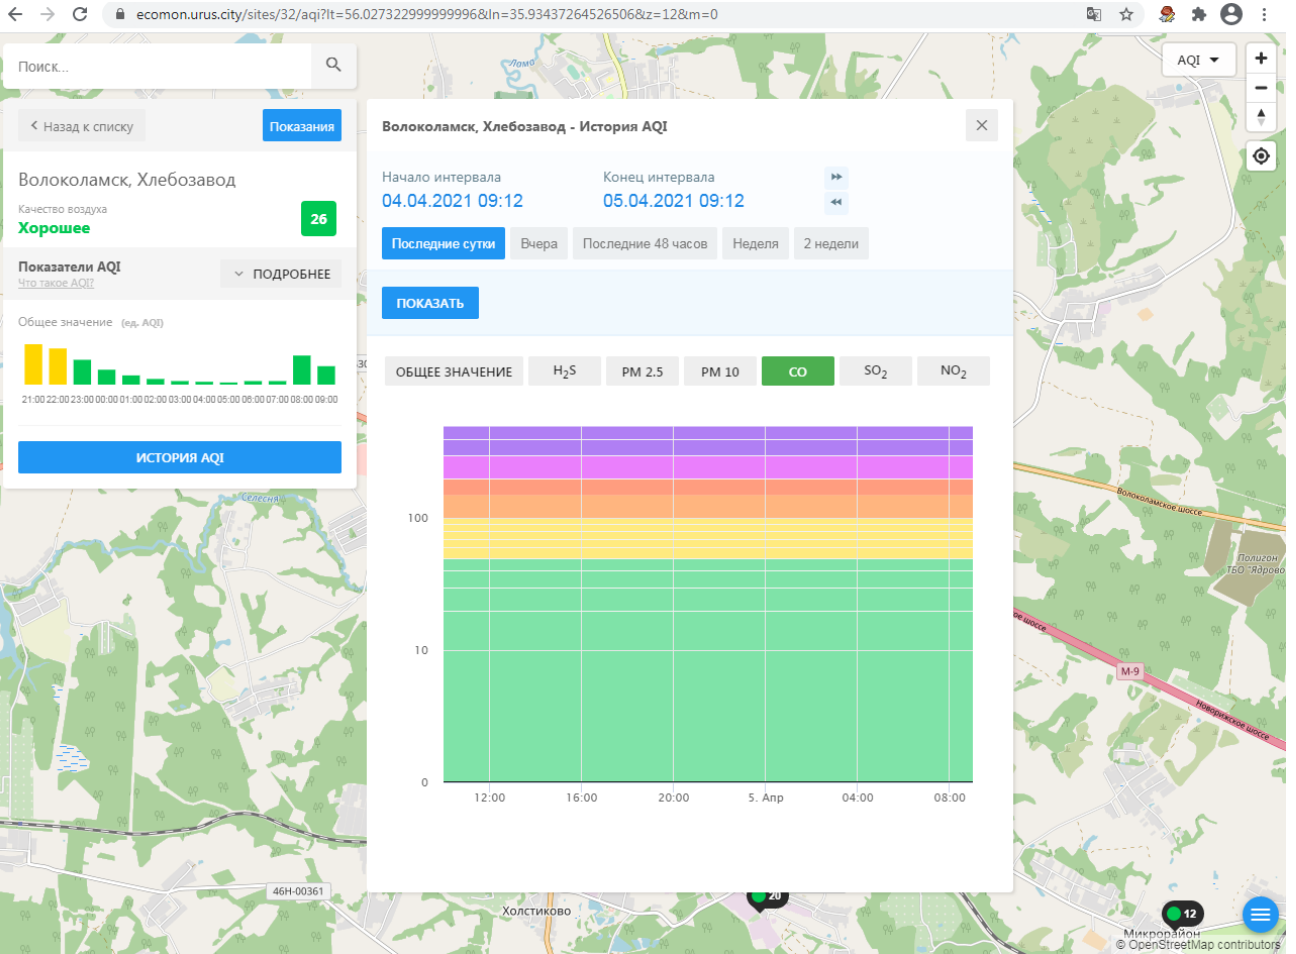 ecomon.urus.city/sites/32/aqi?lt=56.027322999999996&ln=35.93437264526506&z=12&m=0
Поиск...
AQI
Лама
Назад к списку
Показания
Волоколамск, Хлебозавод - История AQI
Волоколамск, Хлебозавод
Качество воздуха
Хорошее
26
Начало интервала
Конец интервала
04.04.2021 09:12
05.04.2021 09:12
Последние сутки
Вчера
Последние 48 часов
Неделя
2 недели
Показатели AQI
Что такое AQI?
ПОДРОБНЕЕ
ПОКАЗАТЬ
Общее значение (ед. AQI)
21:00 22:00 23:00 00:00 01:00 02:00 03:00 04:00 05:00 06:00 07:00 08:00 09:00
ИСТОРИЯ AQI
ОБЩЕЕ ЗНАЧЕНИЕ
H2S
PM 2.5
PM 10
CO
SO2
NO2
100
10
0
12:00
16:00
20:00
5. Апр
04:00
08:00
Селесня
Волоколамское шоссе
Полигон
ТБО "Ядрово
ое шоссе
М-9
Новорижское шоссе
46Н-00361
Холстиково
20
12
Микрорайон
© OpenStreetMap contributors